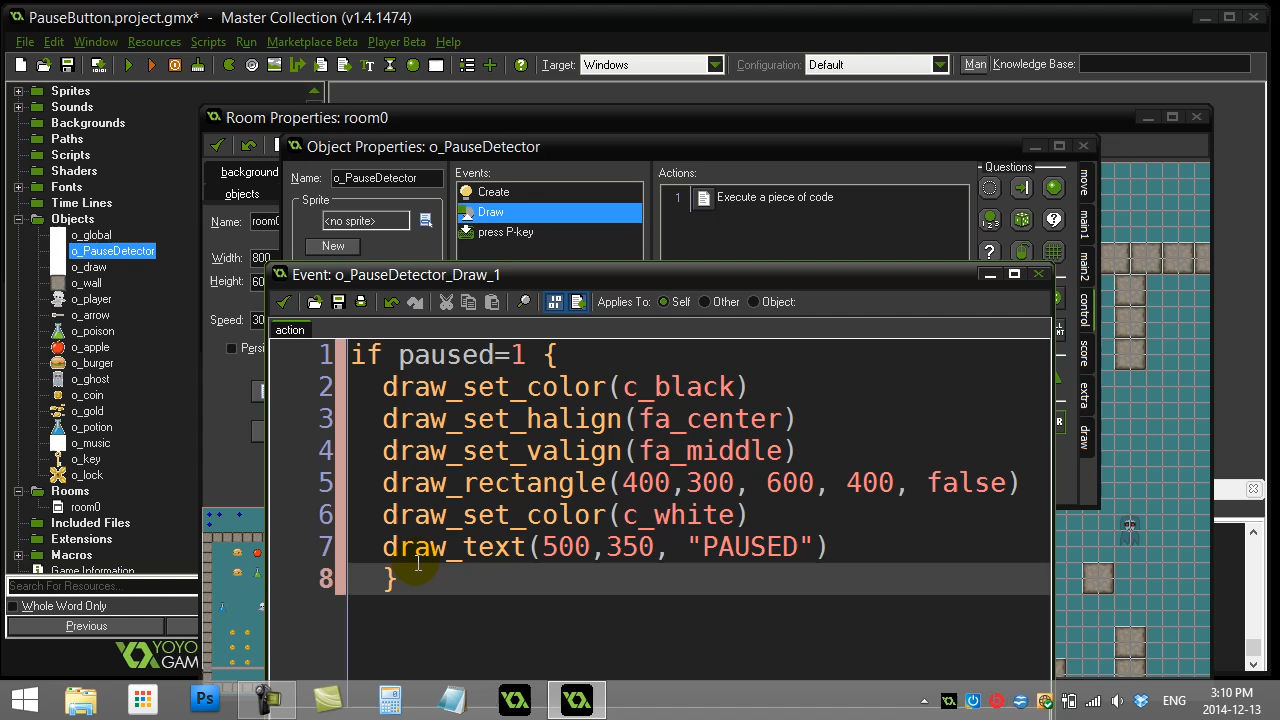 PauseButton.project.gmx* - Master Collection (v1.4.1474)
File Edit Window Resources Scripts Run Marketplace Beta Player Beta Help
Target: Windows Configuration: Default Man Knowledge Base:
Sprites
Sounds
Backgrounds
Paths
Scripts
Shaders
Fonts
Time Lines
Objects
o_global
o_PauseDetector
o_draw
o_wall
o_player
o_arrow
o_poison
o_apple
o_burger
o_ghost
o_coin
o_gold
o_potion
o_music
o_key
o_lock
Rooms
room0
Included Files
Extensions
Macros
Global Information
Search For Resources...
Whole Word Only
Previous
YOYO
GAM
Room Properties: room0
background
objects
Name: room0
Width: 800
Height: 60
Speed: 30
Persi
Object Properties: o_PauseDetector
Name: o_PauseDetector
Sprite
<no sprite>
New
Events:
Create
Draw
press P-key
Actions:
1 Execute a piece of code
Questions
move
main1
main2
control
score
extra
draw
Event: o_PauseDetector_Draw_1
Applies To: Self Other Object:
action
1 if paused=1 {
2 draw_set_color(c_black)
3 draw_set_halign(fa_center)
4 draw_set_valign(fa_middle)
5 draw_rectangle(400,300, 600, 400, false)
6 draw_set_color(c_white)
7 draw_text(500,350, "PAUSED")
8 }
Ps
ENG
3:10 PM
2014-12-13